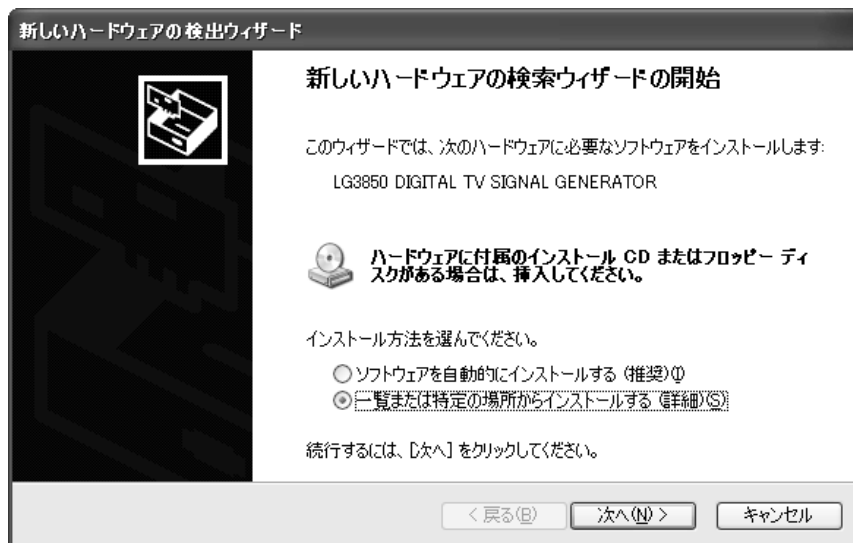 新しいハードウェアの検出ウィザード
新しいハードウェアの検索ウィザードの開始
このウィザードでは、次のハードウェアに必要なソフトウェアをインストールします:
LG3850 DIGITAL TV SIGNAL GENERATOR
ハードウェアに付属のインストール CD またはフロッピー ディ
スクがある場合は、挿入してください。
インストール方法を選んでください。
ソフトウェアを自動的にインストールする (推奨)(I)
一覧または特定の場所からインストールする (詳細)(S)
続行するには、[次へ] をクリックしてください。
< 戻る(B) 次へ(N) > キャンセル